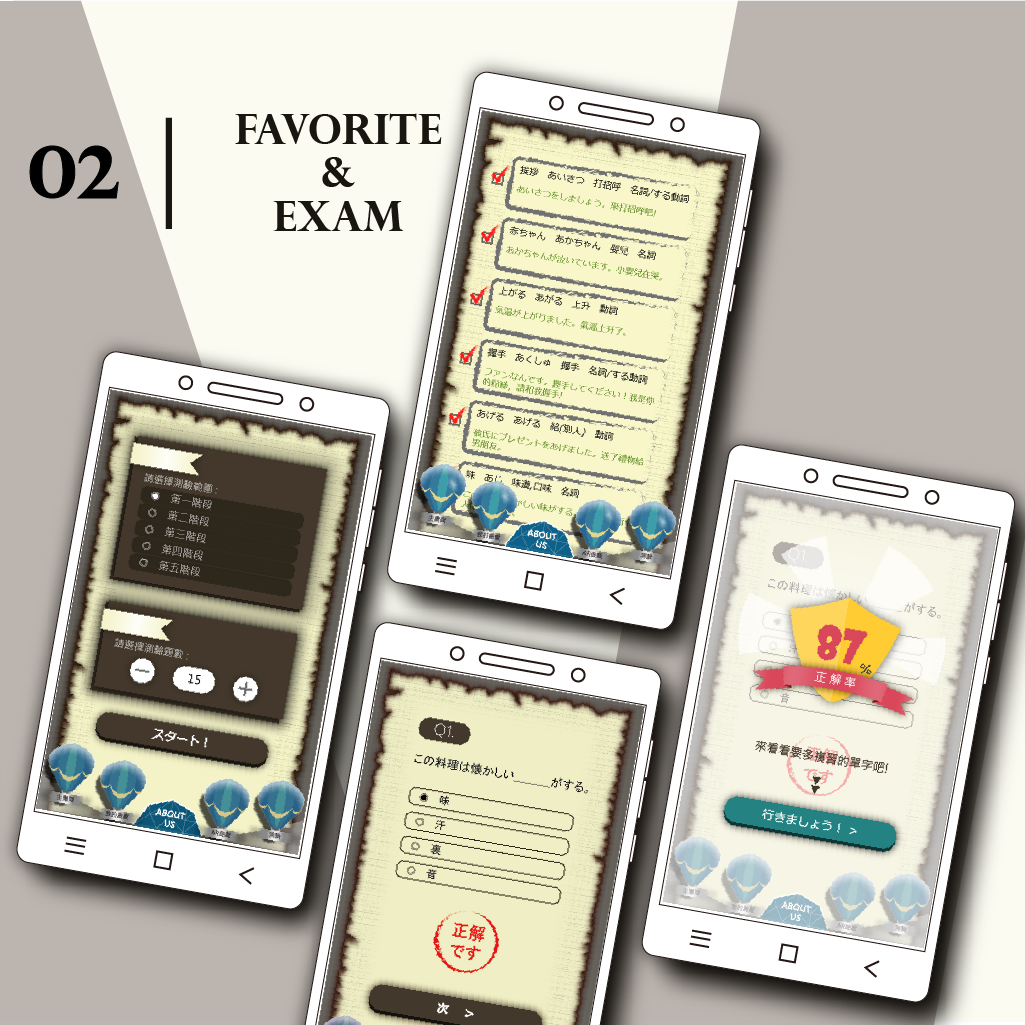 02
FAVORITE
&
EXAM
挨拶 あいさつ 打招呼 名詞/する動詞
あいさつをしましょう。來打招呼吧!
赤ちゃん あかちゃん 嬰兒 名詞
あかちゃんが泣いています。小嬰兒在哭。
上がる あがる 上升 動詞
気温が上がりました。氣溫上升了。
握手 あくしゅ 握手 名詞/する動詞
ファンなんです。握手してください！我是你
的粉絲，請和我握手!
あげる あげる 給(別人) 動詞
彼氏にプレゼントをあげました。送了禮物給
男朋友。
味 あじ 味道,口味 名詞
しい味がする。
ABOUT
US
請選擇測驗範圍：
第一階段
第二階段
第三階段
第四階段
第五階段
請選擇測驗題數：
15
スタート！
ABOUT
US
Q1.
この料理は懐かしい______がする。
味
汗
裏
音
正解
です
次 >
Q1.
この料理は懐かしい がする。
87%
正解率
音
來看看要多複習的單字吧!
正解
です
行きましょう！ >
ABOUT
US